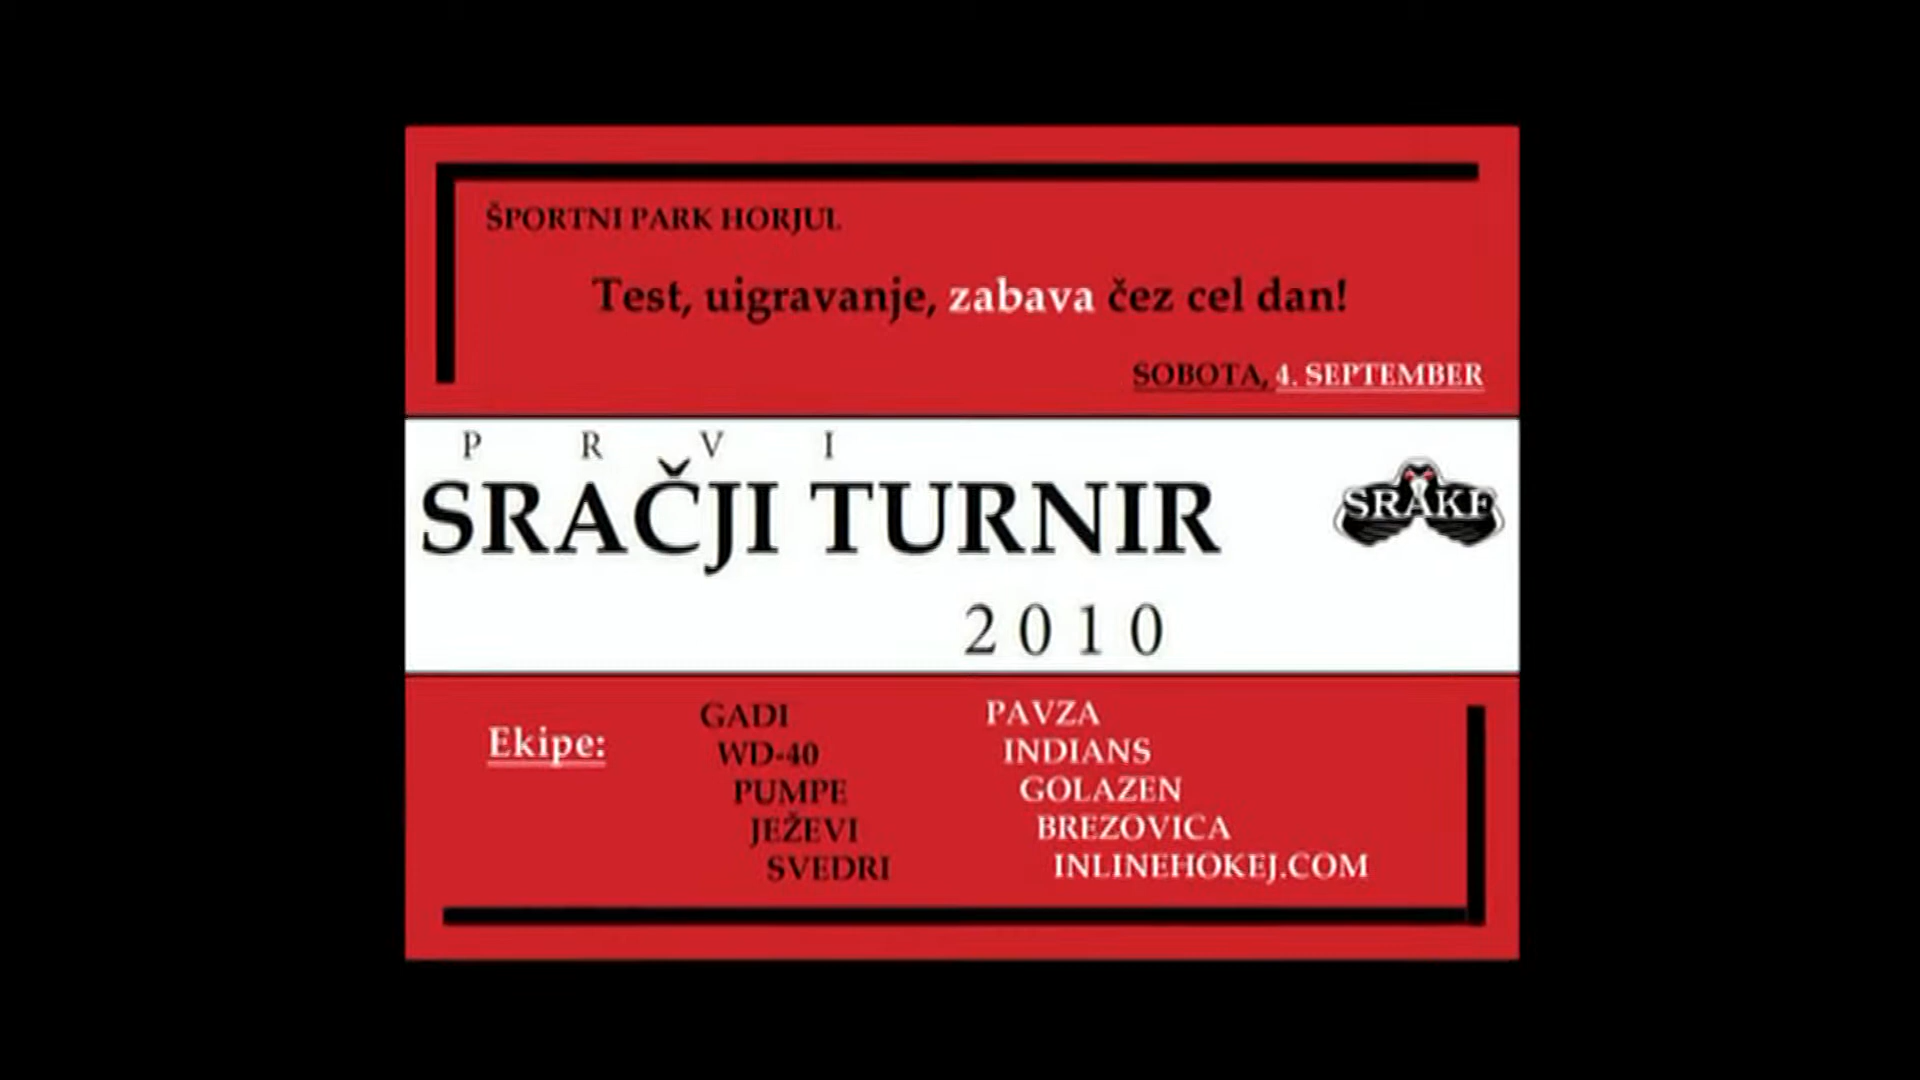 ŠPORTNI PARK HORJUL
Test, uigravanje, zabava čez cel dan!
SOBOTA, 4. SEPTEMBER
P R V I
SRAČJI TURNIR
SRAKE
2010
Ekipe:
GADI
WD-40
PUMPE
JEŽEVI
SVEDRI
PAVZA
INDIANS
GOLAZEN
BREZOVICA
INLINEHOKEJ.COM